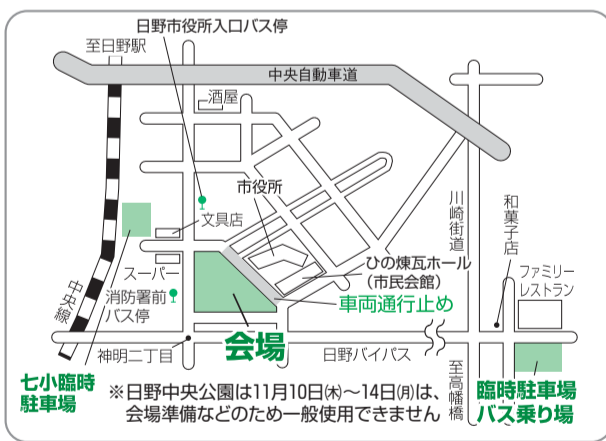 日野市役所入口バス停
至日野駅
中央自動車道
酒屋
市役所
文具店
川崎街道
和菓子店
ひの煉瓦ホール
(市民会館)
スーパー
車両通行止め
ファミリー
レストラン
消防署前
バス停
中央線
会場
神明二丁目
日野バイパス
至高幡橋
七小臨時
駐車場
臨時駐車場
バス乗り場
※日野中央公園は11月10日㈭~14日㈪は、
会場準備などのため一般使用できません